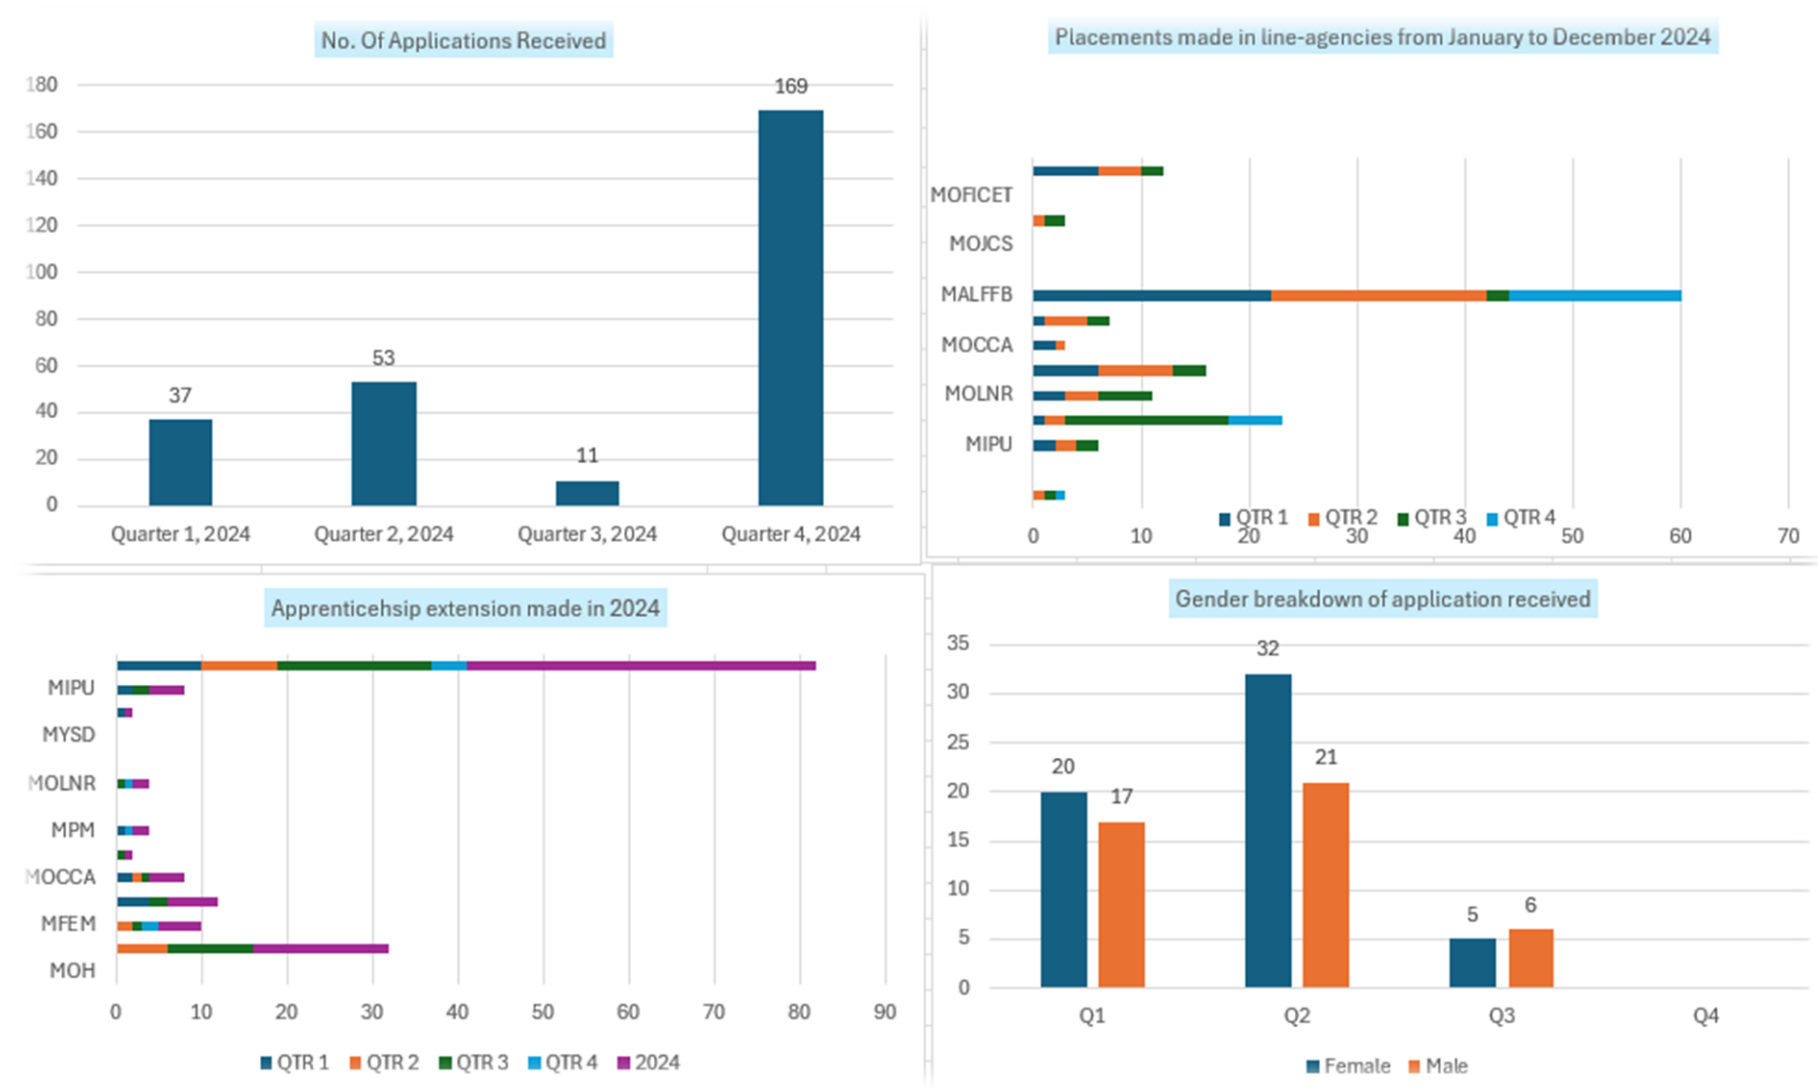 No. Of Applications Received
180
160
140
120
100
80
60
40
20
0
37
53
11
169
Quarter 1, 2024
Quarter 2, 2024
Quarter 3, 2024
Quarter 4, 2024
Placements made in line-agencies from January to December 2024
MOFICET
MOJCS
MALFFB
MOCCA
MOLNR
MIPU
QTR 1 QTR 2 QTR 3 QTR 4
0 10 20 30 40 50 60 70
Apprenticehsip extension made in 2024
MIPU
MYSD
MOLNR
MPM
MOCCA
MFEM
MOH
0 10 20 30 40 50 60 70 80 90
QTR 1 QTR 2 QTR 3 QTR 4 2024
Gender breakdown of application received
35
30
25
20
15
10
5
0
20
17
32
21
5
6
Q1 Q2 Q3 Q4
Female Male